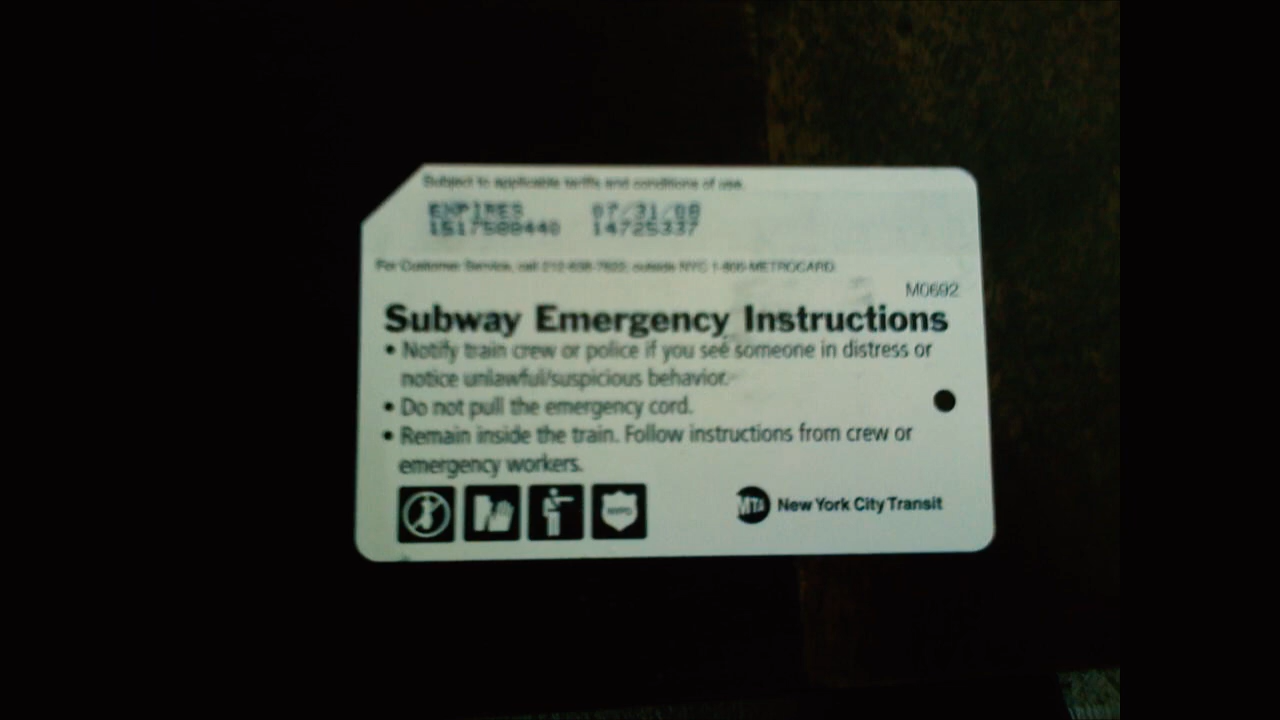 Subject to applicable tariffs and conditions of use.
EXPIRES 07/31/08
1517580440 14725337
For Customer Service, call 212-638-7622; outside NYC 1-800-METROCARD
M0692
Subway Emergency Instructions
• Notify train crew or police if you see someone in distress or
notice unlawful/suspicious behavior.
• Do not pull the emergency cord.
• Remain inside the train. Follow instructions from crew or
emergency workers.
NYPD
MTA New York City Transit